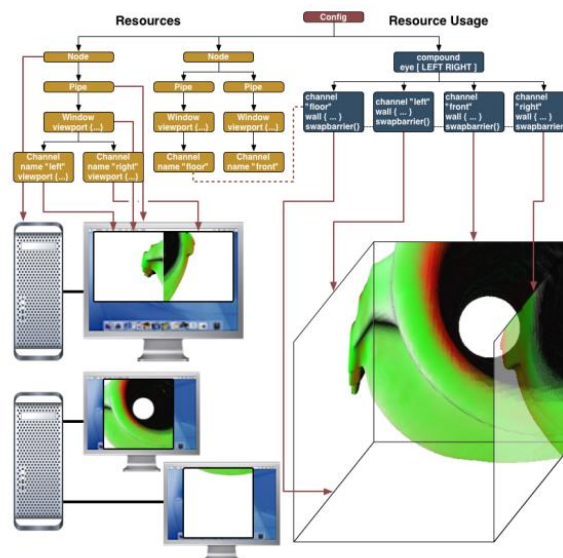 Resources
Config
Resource Usage
Node
Node
compound
eye [ LEFT RIGHT ]
Pipe
Pipe
Pipe
channel
"floor"
wall { ... }
swapbarrier{}
channel "left"
wall { ... }
swapbarrier{}
channel
"front"
wall { ... }
swapbarrier{}
channel
"right"
wall { ... }
swapbarrier{}
Window
viewport {...}
Window
viewport {...}
Window
viewport {...}
Channel
name "left"
viewport {...}
Channel
name "right"
viewport {...}
Channel
name "floor"
Channel
name "front"